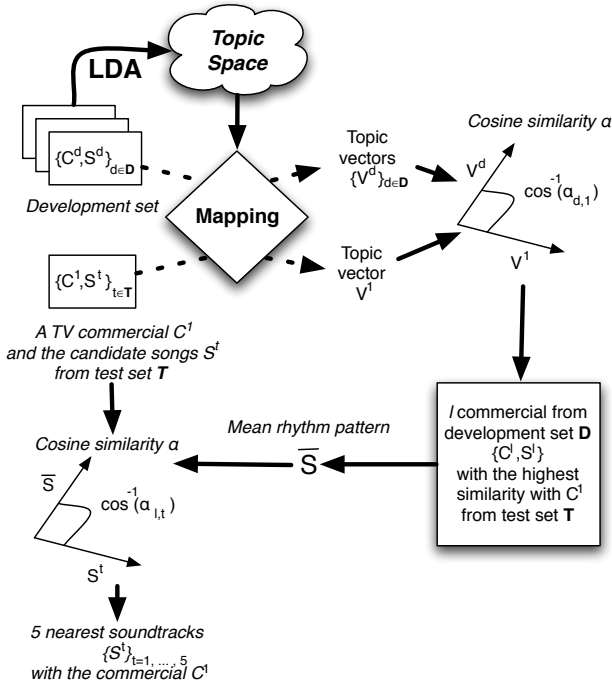 LDA
Topic
Space
{C^d,S^d}_{d∈D}
Development set
Mapping
Topic
vectors
{V^d}_{d∈D}
Cosine similarity α
V^d
cos^{-1}(α_{d,1})
V^1
{C^1,S^t}_{t∈T}
Topic
vector
V^1
A TV commercial C^1
and the candidate songs S^t
from test set T
l commercial from
development set D
{C^l,S^l}
with the highest
similarity with C^1
from test set T
Mean rhythm pattern
S̅
Cosine similarity α
S̅
cos^{-1}(α_{l,t})
S^t
5 nearest soundtracks
{S^t}_{t=1, ... , 5}
with the commercial C^1